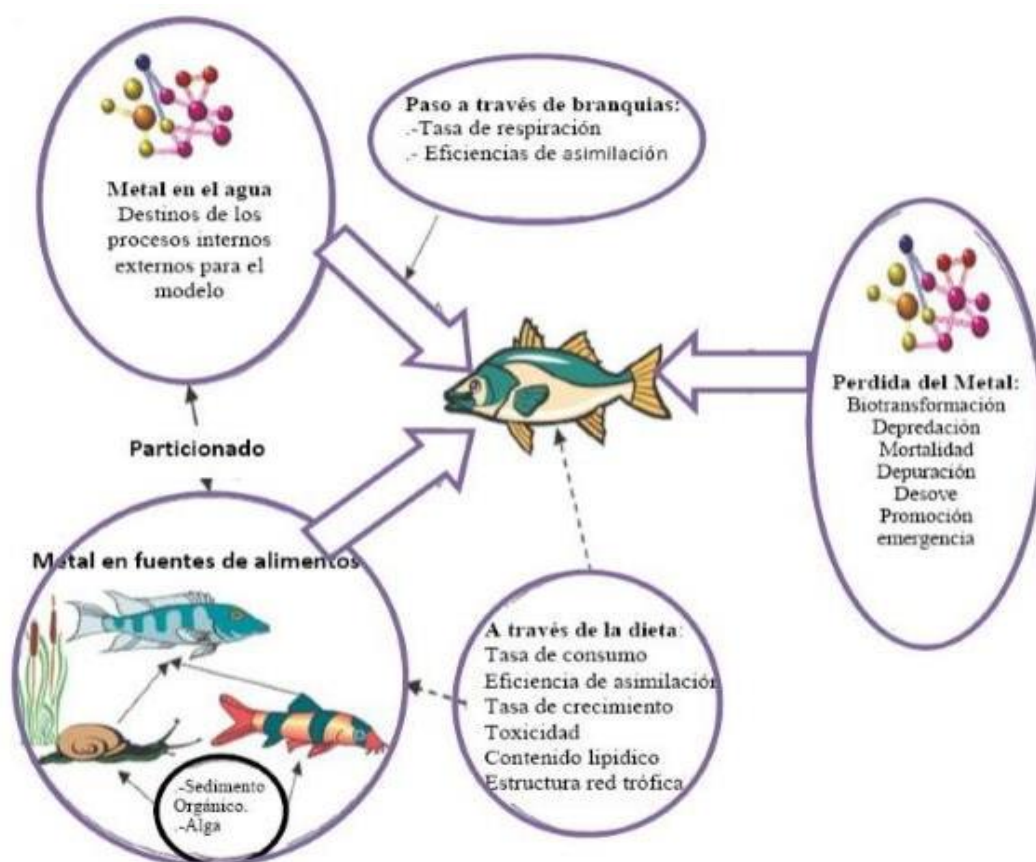 Metal en el agua
Destinos de los
procesos internos
externos para el
modelo
Paso a través de branquias:
.-Tasa de respiración
.- Eficiencias de asimilación
Perdida del Metal:
Biotransformación
Depredación
Mortalidad
Depuración
Desove
Promoción
emergencia
Particionado
Metal en fuentes de alimentos
.-Sedimento
Orgánico.
.-Alga
A través de la dieta:
Tasa de consumo
Eficiencia de asimilación
Tasa de crecimiento
Toxicidad
Contenido lipídico
Estructura red trófica